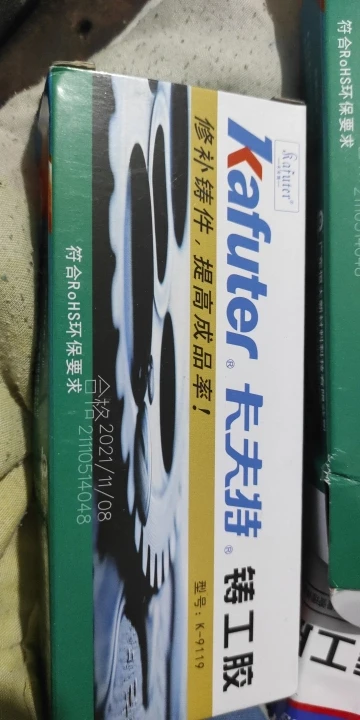 Kafuter®
Kafuter® 卡夫特® 铸工胶
修补铸件，提高成品率！
型号：K-9119
符合RoHS环保要求
合格 2021/11/08
21110514048
符合RoHS环保要求